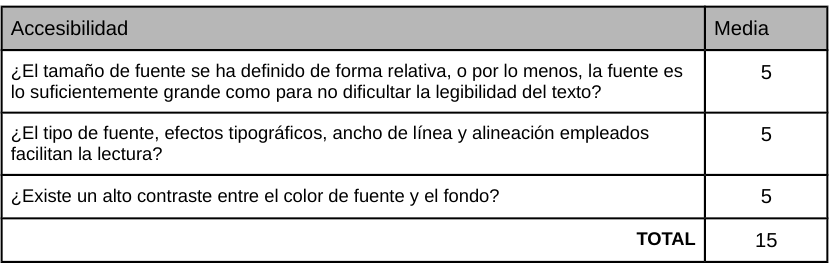 Accesibilidad Media
¿El tamaño de fuente se ha definido de forma relativa, o por lo menos, la fuente es 5
lo suficientemente grande como para no dificultar la legibilidad del texto?
¿El tipo de fuente, efectos tipográficos, ancho de línea y alineación empleados 5
facilitan la lectura?
¿Existe un alto contraste entre el color de fuente y el fondo? 5
TOTAL 15